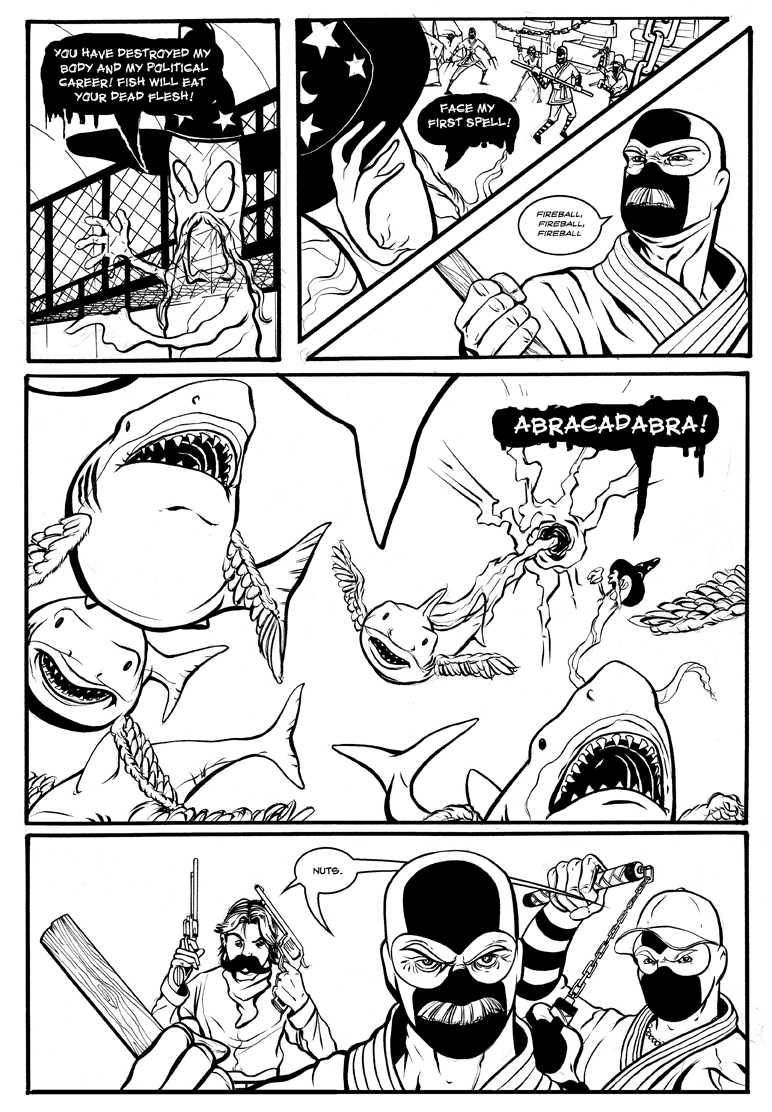 YOU HAVE DESTROYED MY
BODY AND MY POLITICAL
CAREER! FISH WILL EAT
YOUR DEAD FLESH!
FACE MY
FIRST SPELL!
FIREBALL,
FIREBALL,
FIREBALL
ABRACADABRA!
NUTS.